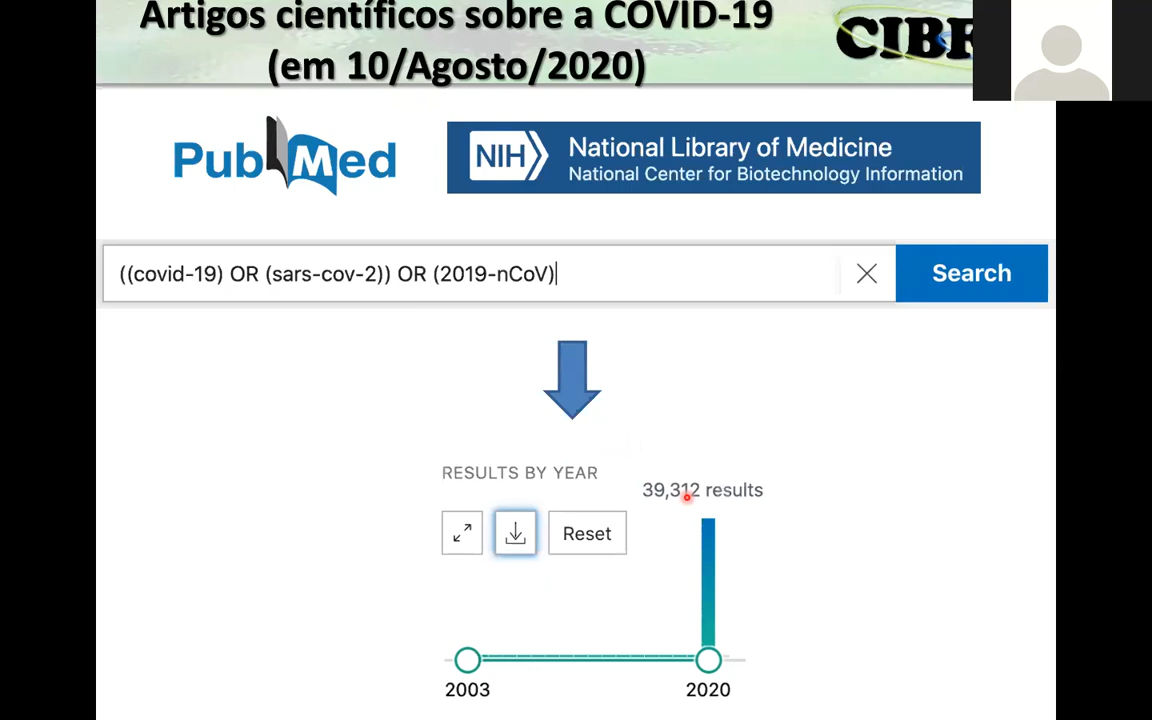 Artigos científicos sobre a COVID-19
(em 10/Agosto/2020)
PubMed
NIH
National Library of Medicine
National Center for Biotechnology Information
((covid-19) OR (sars-cov-2)) OR (2019-nCoV)
Search
RESULTS BY YEAR
39,312 results
Reset
2003
2020